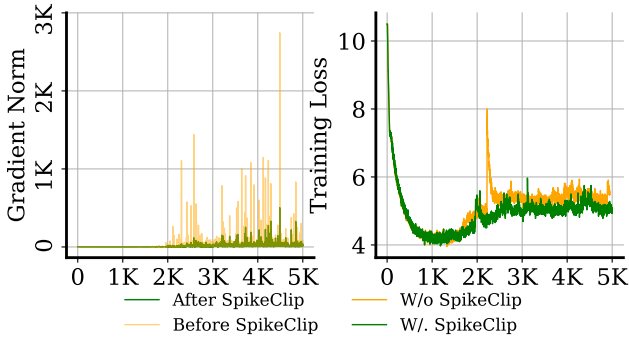 Gradient Norm
3K
2K
1K
0
0 1K 2K 3K 4K 5K
Training Loss
10
8
6
4
0 1K 2K 3K 4K 5K
After SpikeClip
Before SpikeClip
W/o SpikeClip
W/. SpikeClip